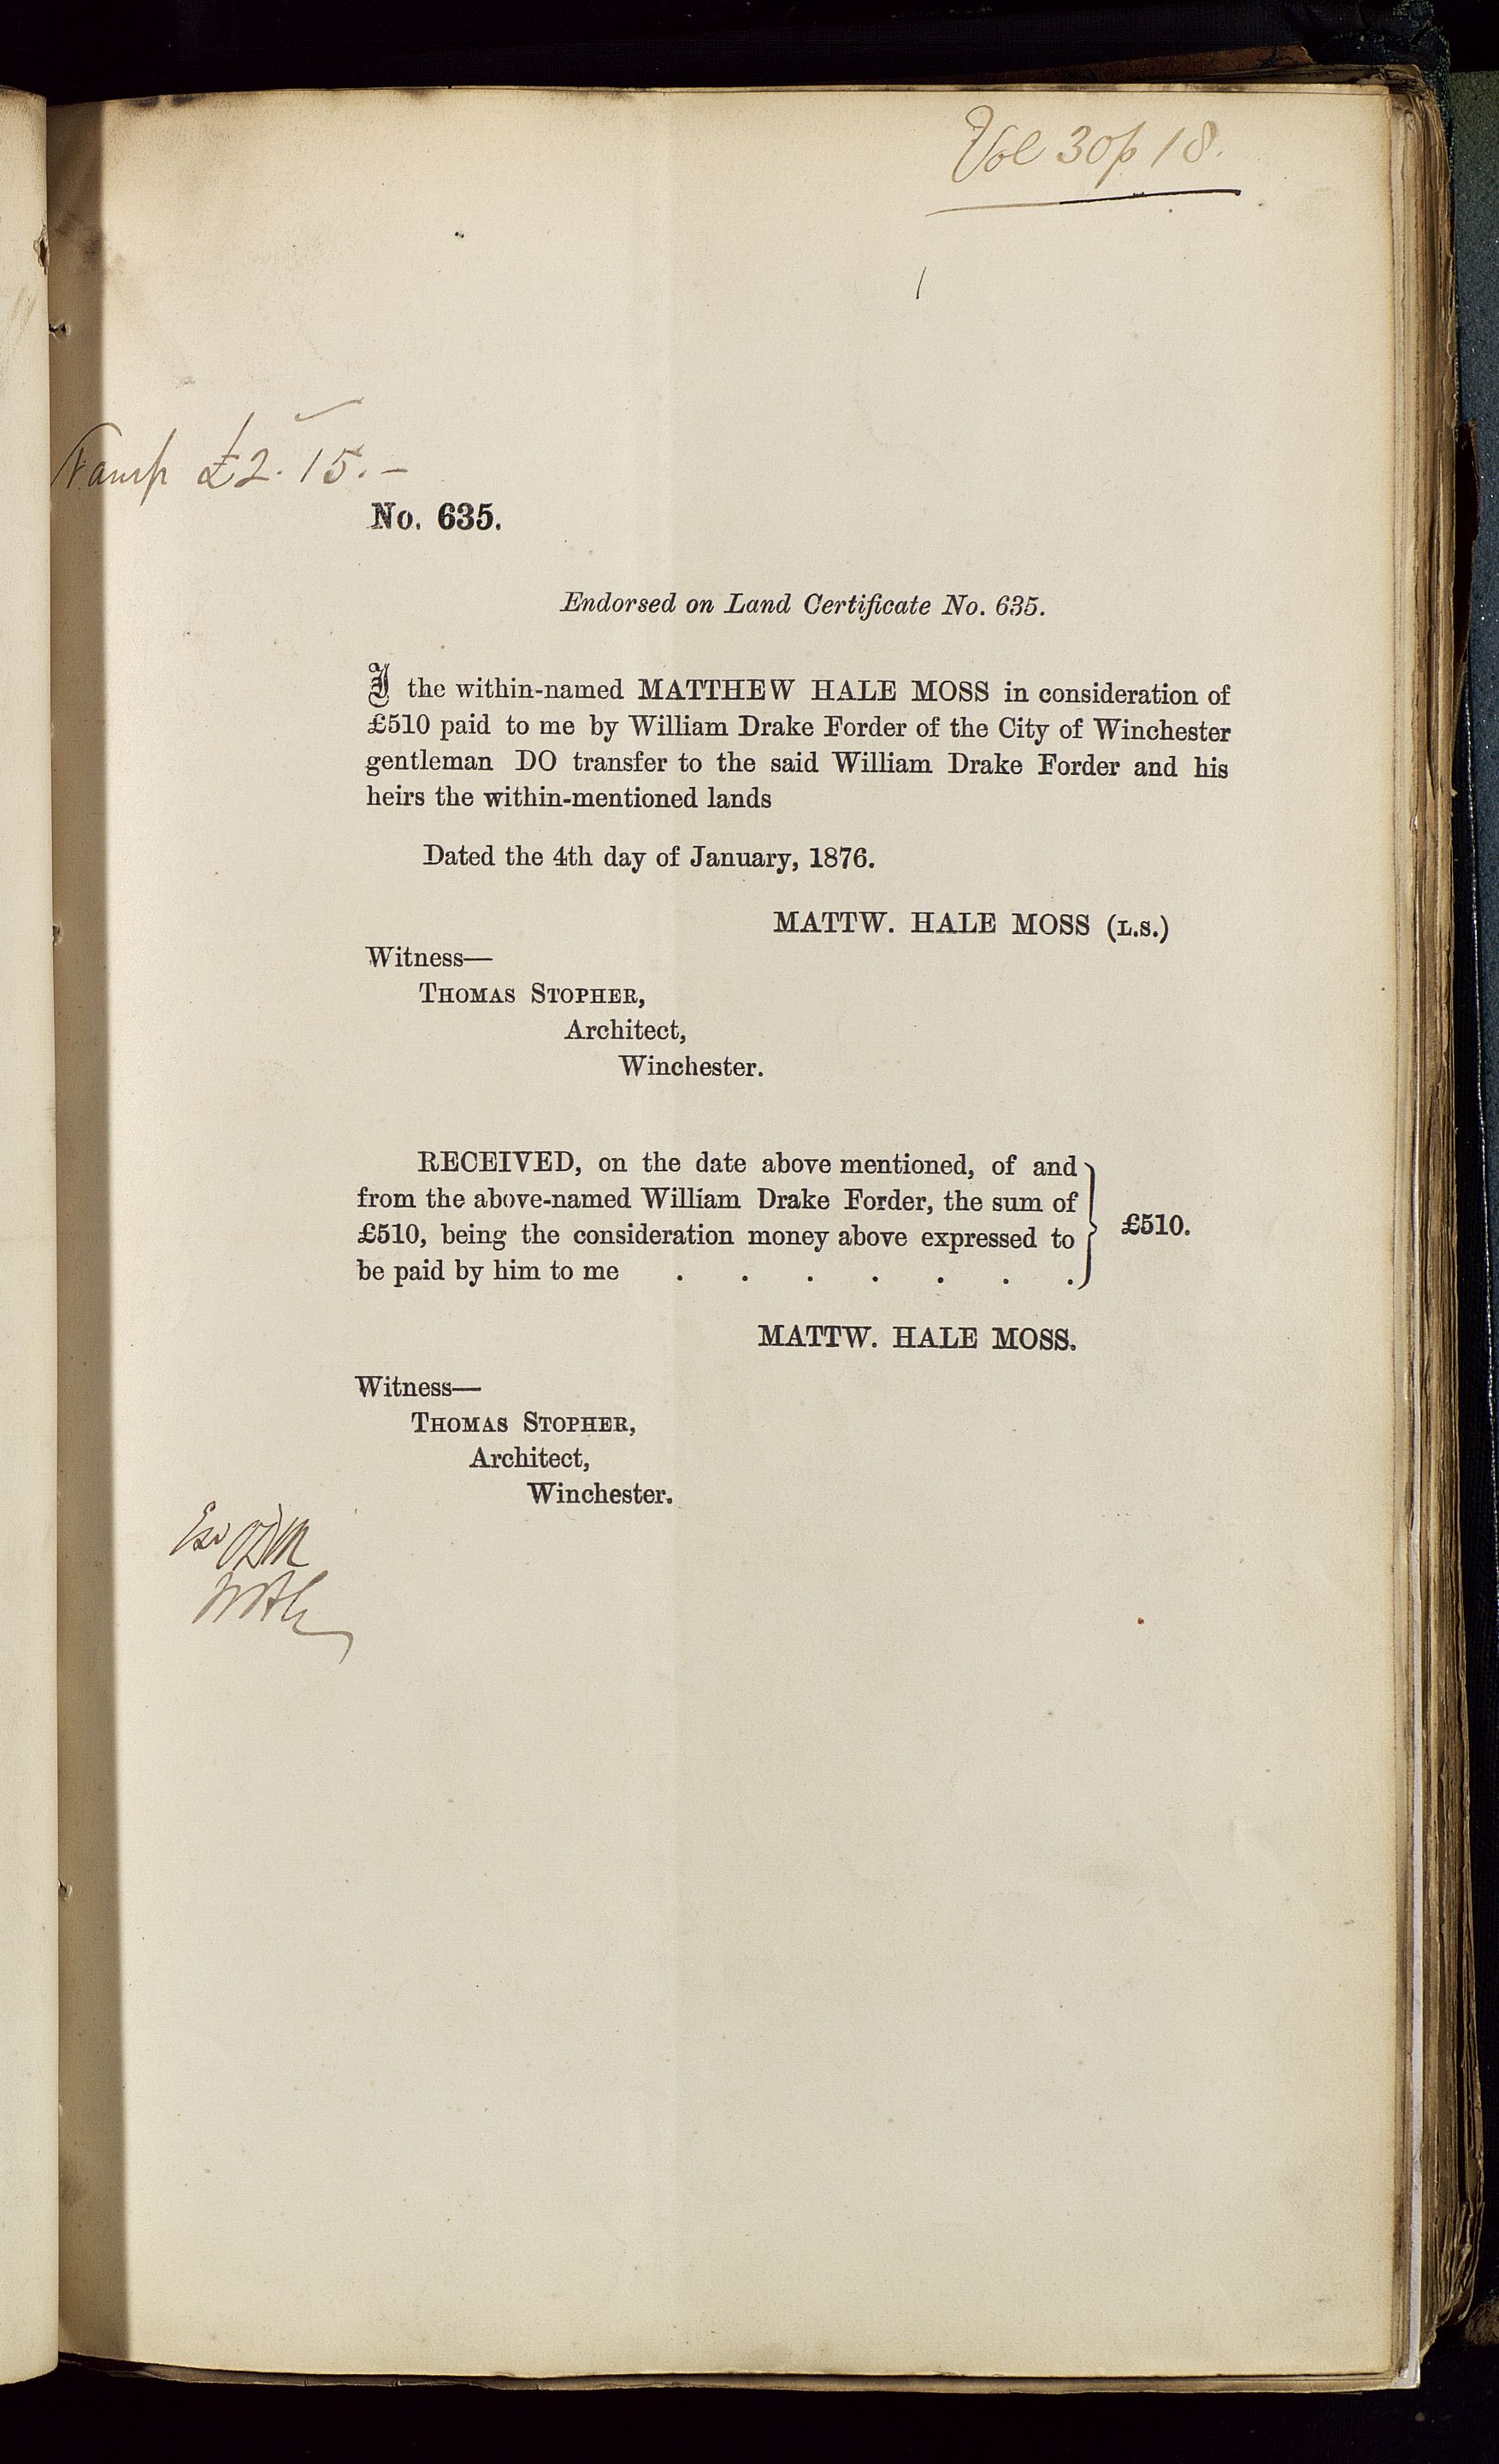 Vol 30 p 18.
Stamp £2. 15. –
No. 635.
Endorsed on Land Certificate No. 635.
I the within-named MATTHEW HALE MOSS in consideration of
£510 paid to me by William Drake Forder of the City of Winchester
gentleman DO transfer to the said William Drake Forder and his
heirs the within-mentioned lands
Dated the 4th day of January, 1876.
MATTW. HALE MOSS (L.S.)
Witness—
THOMAS STOPHER,
Architect,
Winchester.
RECEIVED, on the date above mentioned, of and
from the above-named William Drake Forder, the sum of
£510, being the consideration money above expressed to
be paid by him to me . . . . . . .
£510.
MATTW. HALE MOSS.
Witness—
THOMAS STOPHER,
Architect,
Winchester.